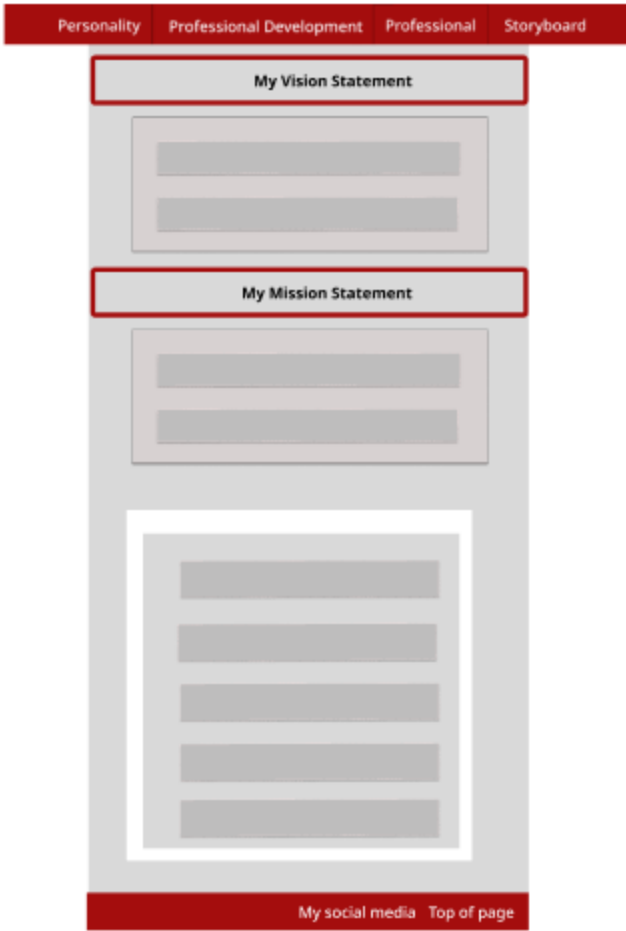 Personality Professional Development Professional Storyboard
My Vision Statement
My Mission Statement
My social media Top of page